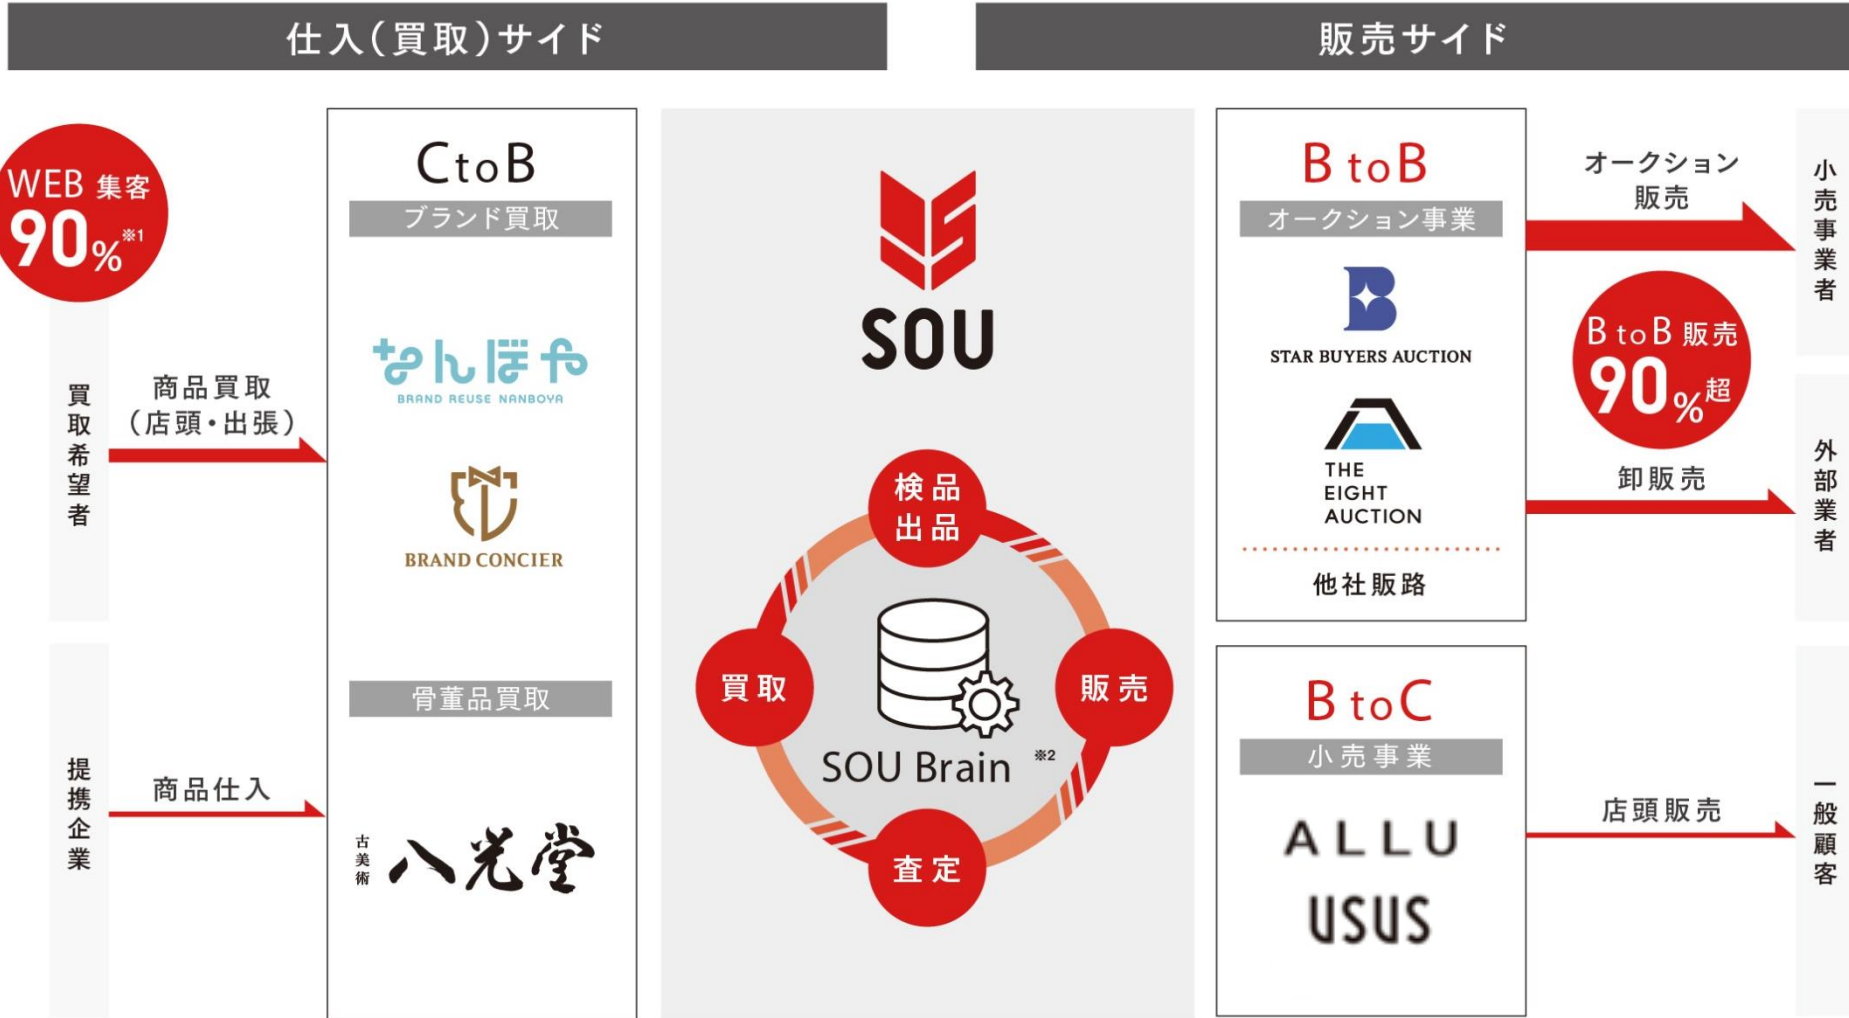 仕入(買取)サイド
販売サイド
WEB 集客
90%※1
買取希望者
商品買取
(店頭・出張)
提携企業
商品仕入
CtoB
ブランド買取
なんぼや
BRAND REUSE NANBOYA
BRAND CONCIER
骨董品買取
古美術
八光堂
SOU
検品
出品
買取
販売
査定
SOU Brain ※2
BtoB
オークション事業
B
STAR BUYERS AUCTION
THE
EIGHT
AUCTION
他社販路
BtoC
小売事業
ALLU
USUS
オークション
販売
小売事業者
BtoB 販売
90%超
卸販売
外部業者
店頭販売
一般顧客